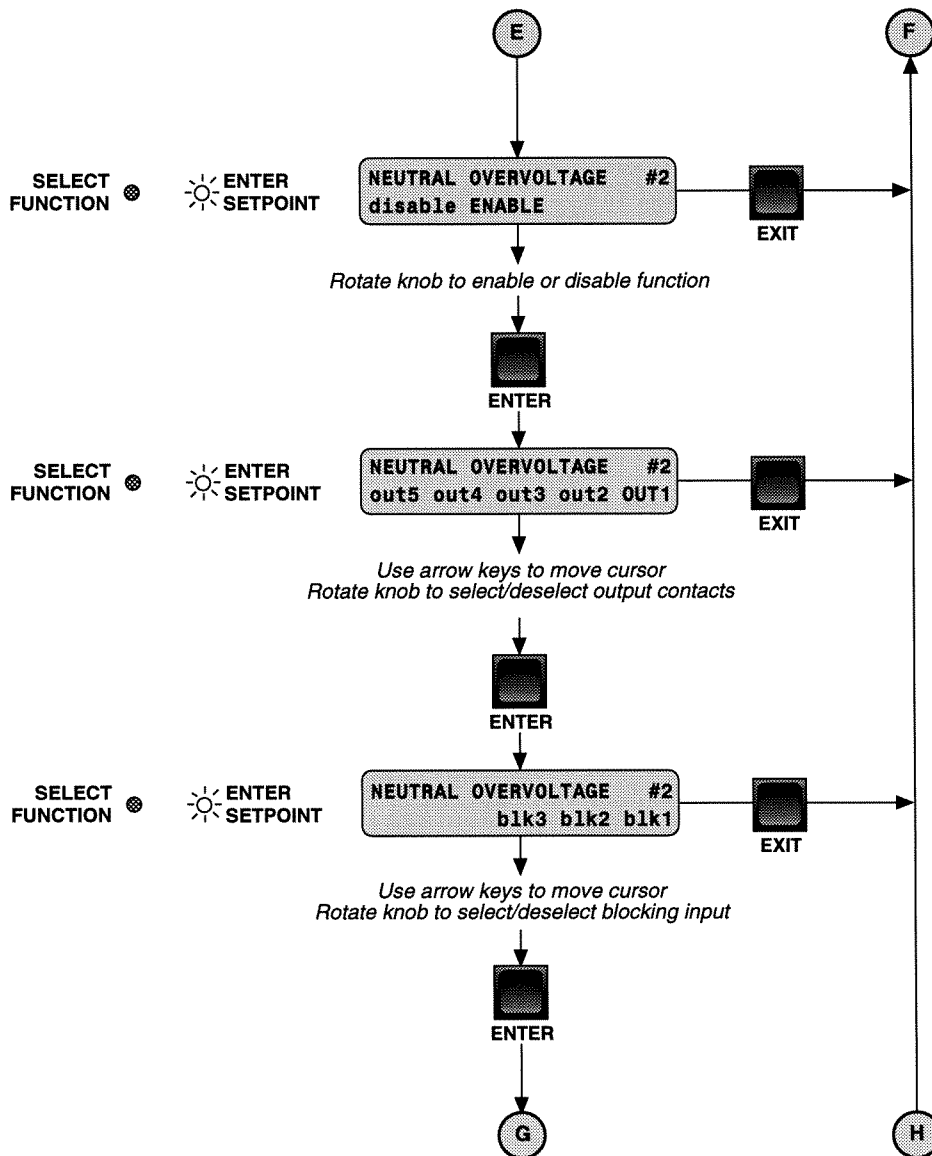 E
F
SELECT
FUNCTION
ENTER
SETPOINT
NEUTRAL OVERVOLTAGE #2
disable ENABLE
EXIT
Rotate knob to enable or disable function
ENTER
SELECT
FUNCTION
ENTER
SETPOINT
NEUTRAL OVERVOLTAGE #2
out5 out4 out3 out2 OUT1
EXIT
Use arrow keys to move cursor
Rotate knob to select/deselect output contacts
ENTER
SELECT
FUNCTION
ENTER
SETPOINT
NEUTRAL OVERVOLTAGE #2
blk3 blk2 blk1
EXIT
Use arrow keys to move cursor
Rotate knob to select/deselect blocking input
ENTER
G
H